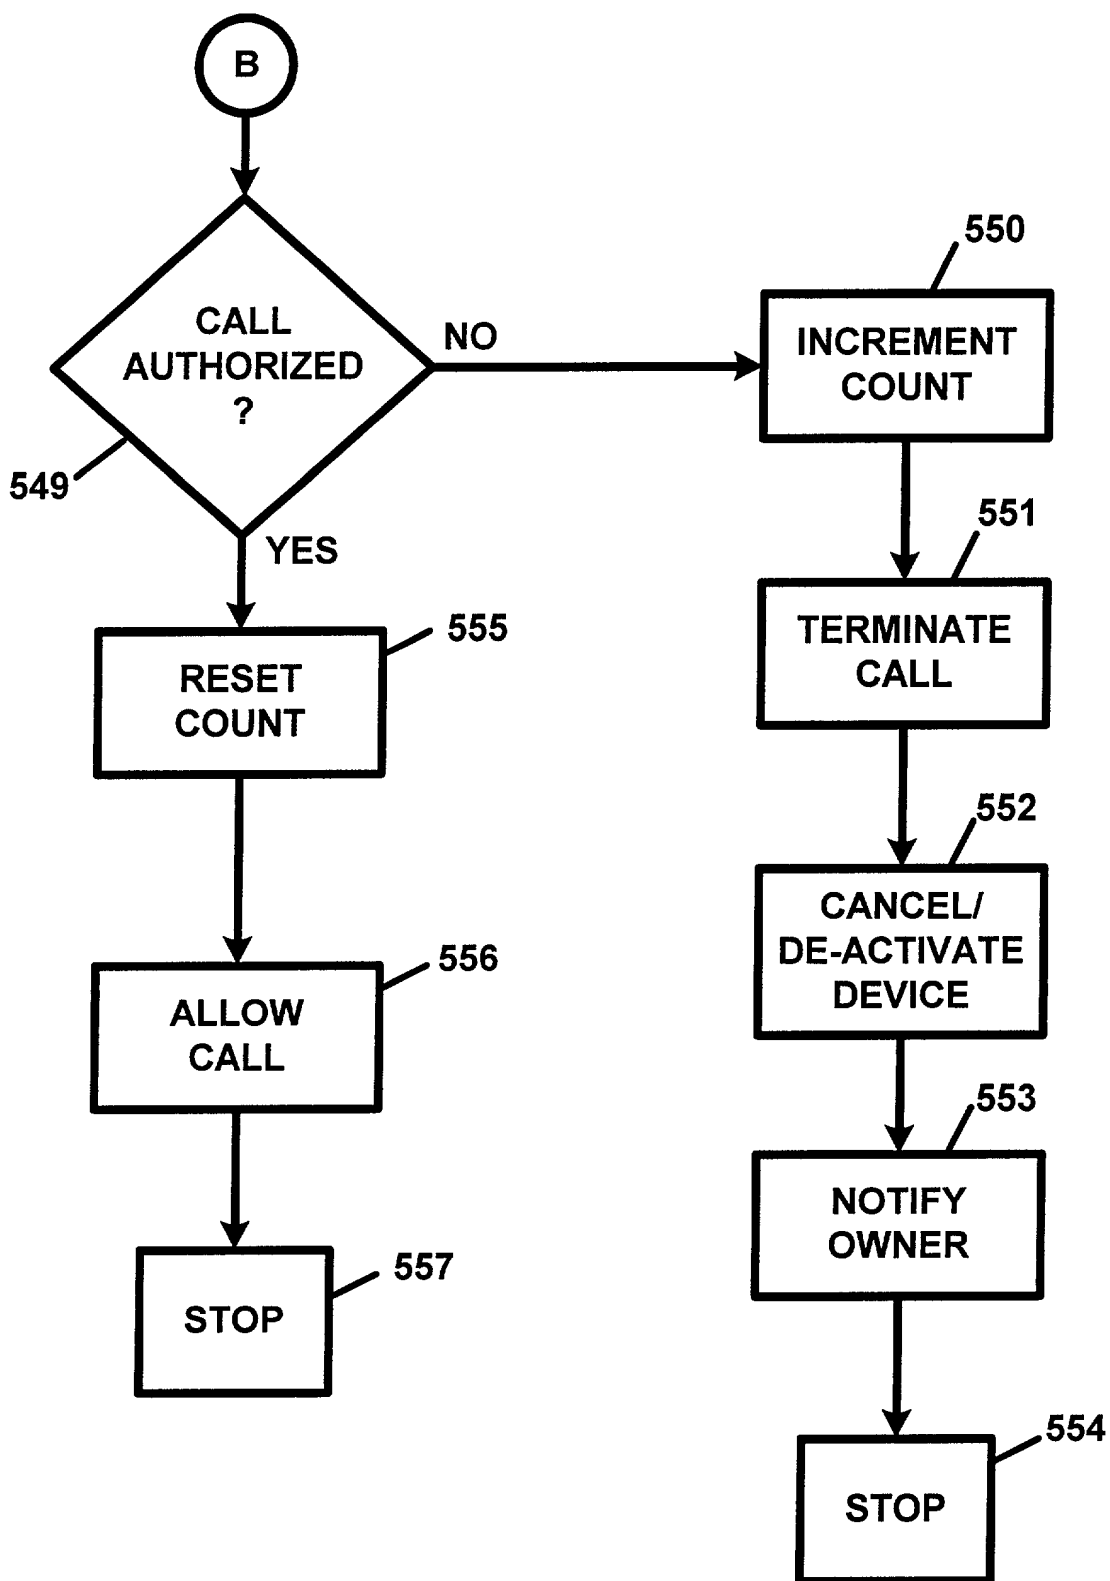 B
CALL
AUTHORIZED
?
549
NO
YES
550
INCREMENT
COUNT
551
TERMINATE
CALL
552
CANCEL/
DE-ACTIVATE
DEVICE
553
NOTIFY
OWNER
554
STOP
555
RESET
COUNT
556
ALLOW
CALL
557
STOP